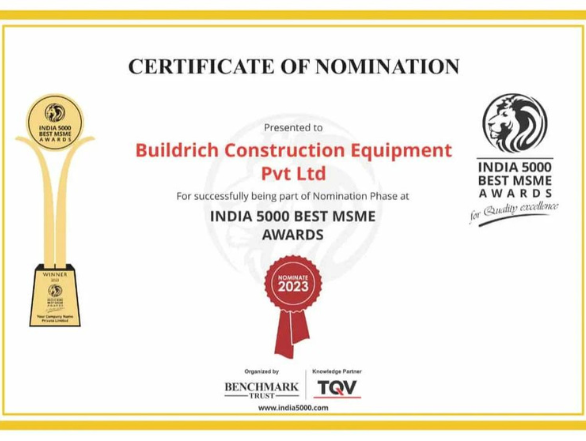 CERTIFICATE OF NOMINATION
INDIA 5000
BEST MSME
AWARDS
WINNER
Your Company Name
Private Limited
Presented to
Buildrich Construction Equipment
Pvt Ltd
For successfully being part of Nomination Phase at
INDIA 5000 BEST MSME
AWARDS
INDIA 5000
BEST MSME
AWARDS
for Quality excellence
NOMINATE
2023
Organized by
BENCHMARK
TRUST
Knowledge Partner
TQV
www.india5000.com